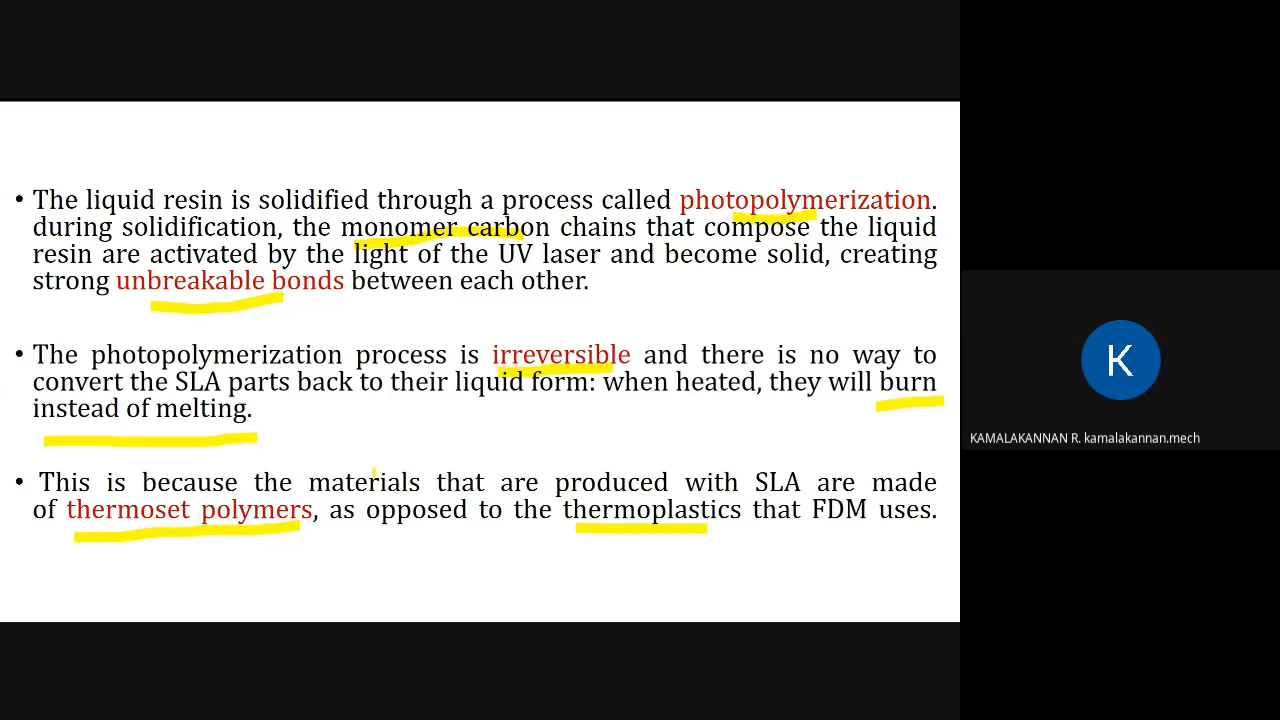 • The liquid resin is solidified through a process called photopolymerization.
during solidification, the monomer carbon chains that compose the liquid
resin are activated by the light of the UV laser and become solid, creating
strong unbreakable bonds between each other.
• The photopolymerization process is irreversible and there is no way to
convert the SLA parts back to their liquid form: when heated, they will burn
instead of melting.
• This is because the materials that are produced with SLA are made
of thermoset polymers, as opposed to the thermoplastics that FDM uses.
K
KAMALAKANNAN R. kamalakannan.mech